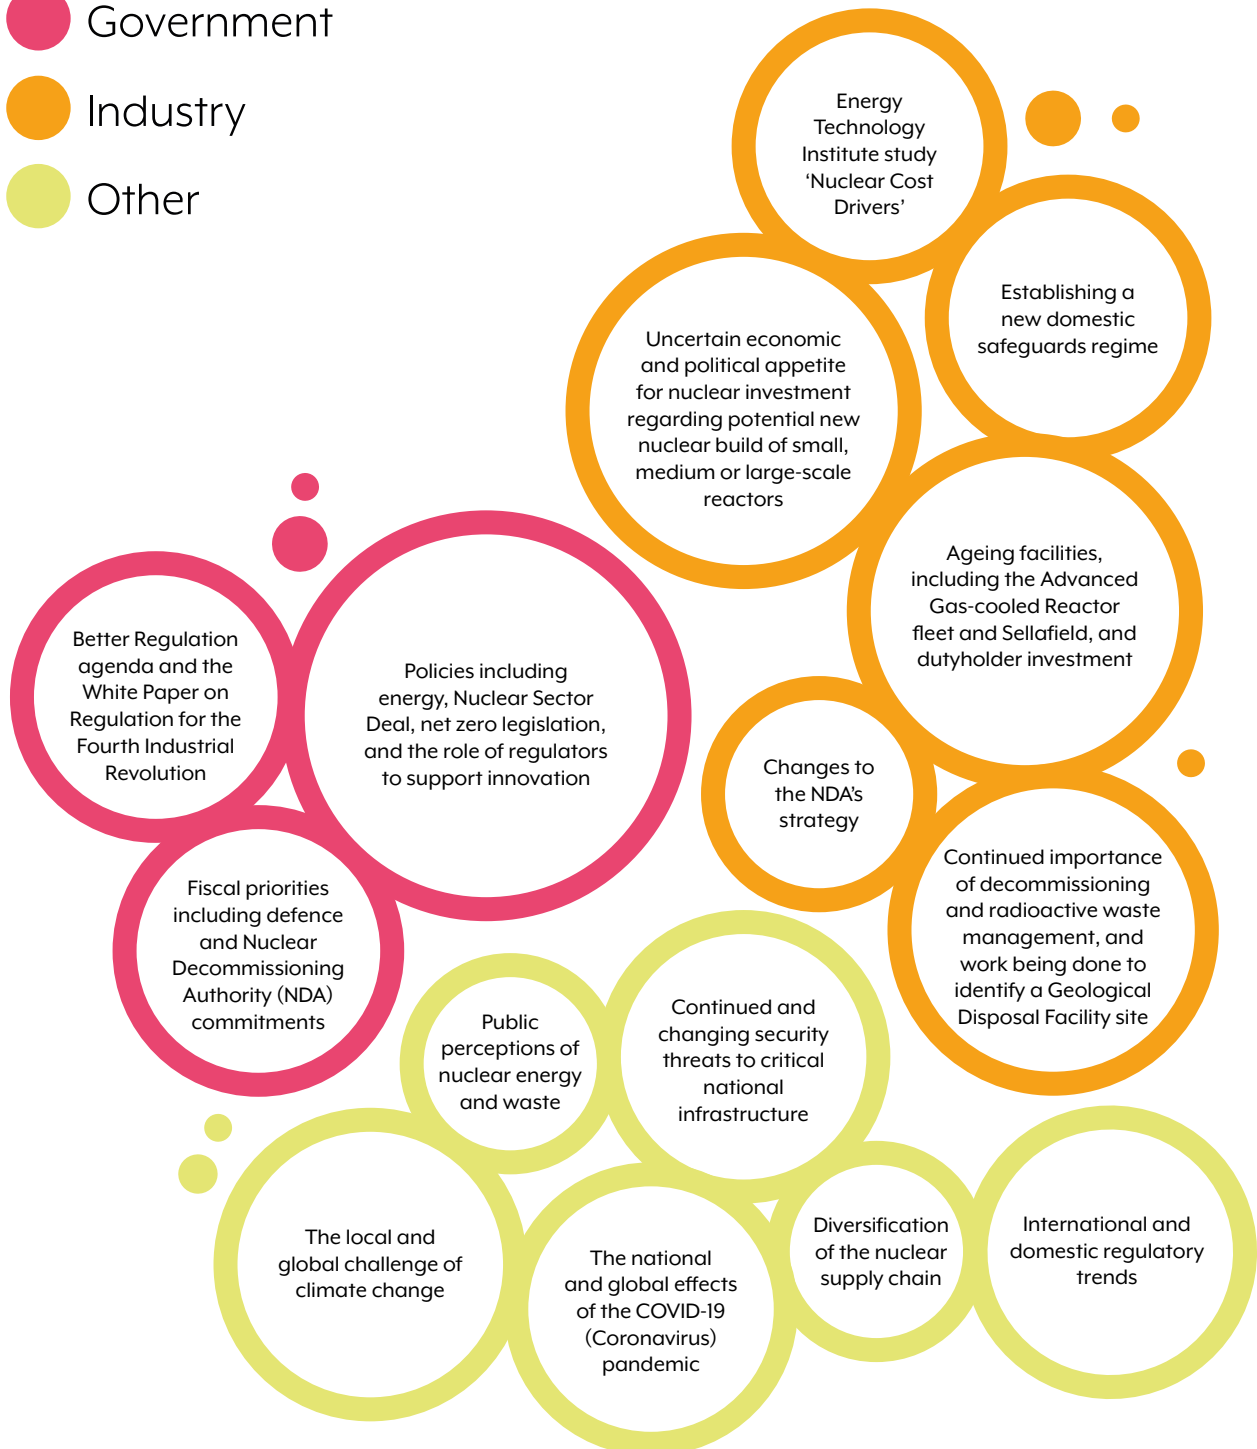 Government
Industry
Other
Energy
Technology
Institute study
‘Nuclear Cost
Drivers’
Establishing a
new domestic
safeguards regime
Uncertain economic
and political appetite
for nuclear investment
regarding potential new
nuclear build of small,
medium or large-scale
reactors
Ageing facilities,
including the Advanced
Gas-cooled Reactor
fleet and Sellafield, and
dutyholder investment
Better Regulation
agenda and the
White Paper on
Regulation for the
Fourth Industrial
Revolution
Policies including
energy, Nuclear Sector
Deal, net zero legislation,
and the role of regulators
to support innovation
Changes to
the NDA’s
strategy
Continued importance
of decommissioning
and radioactive waste
management, and
work being done to
identify a Geological
Disposal Facility site
Fiscal priorities
including defence
and Nuclear
Decommissioning
Authority (NDA)
commitments
Public
perceptions of
nuclear energy
and waste
Continued and
changing security
threats to critical
national
infrastructure
The local and
global challenge of
climate change
The national
and global effects
of the COVID-19
(Coronavirus)
pandemic
Diversification
of the nuclear
supply chain
International and
domestic regulatory
trends